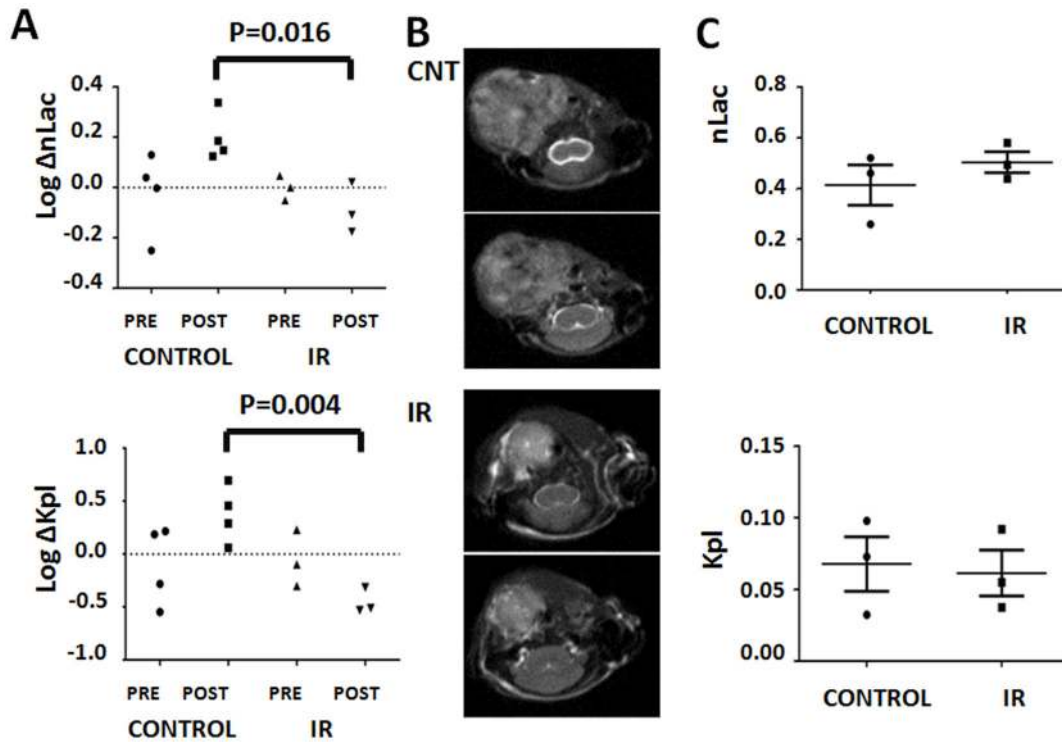 A
P=0.016
Log ΔnLac
0.4
0.2
0.0
-0.2
-0.4
PRE POST PRE POST
CONTROL IR
P=0.004
Log ΔKpl
1.0
0.5
0.0
-0.5
-1.0
PRE POST PRE POST
CONTROL IR
B
CNT
IR
C
nLac
0.8
0.6
0.4
0.2
0.0
CONTROL IR
Kpl
0.15
0.10
0.05
0.00
CONTROL IR